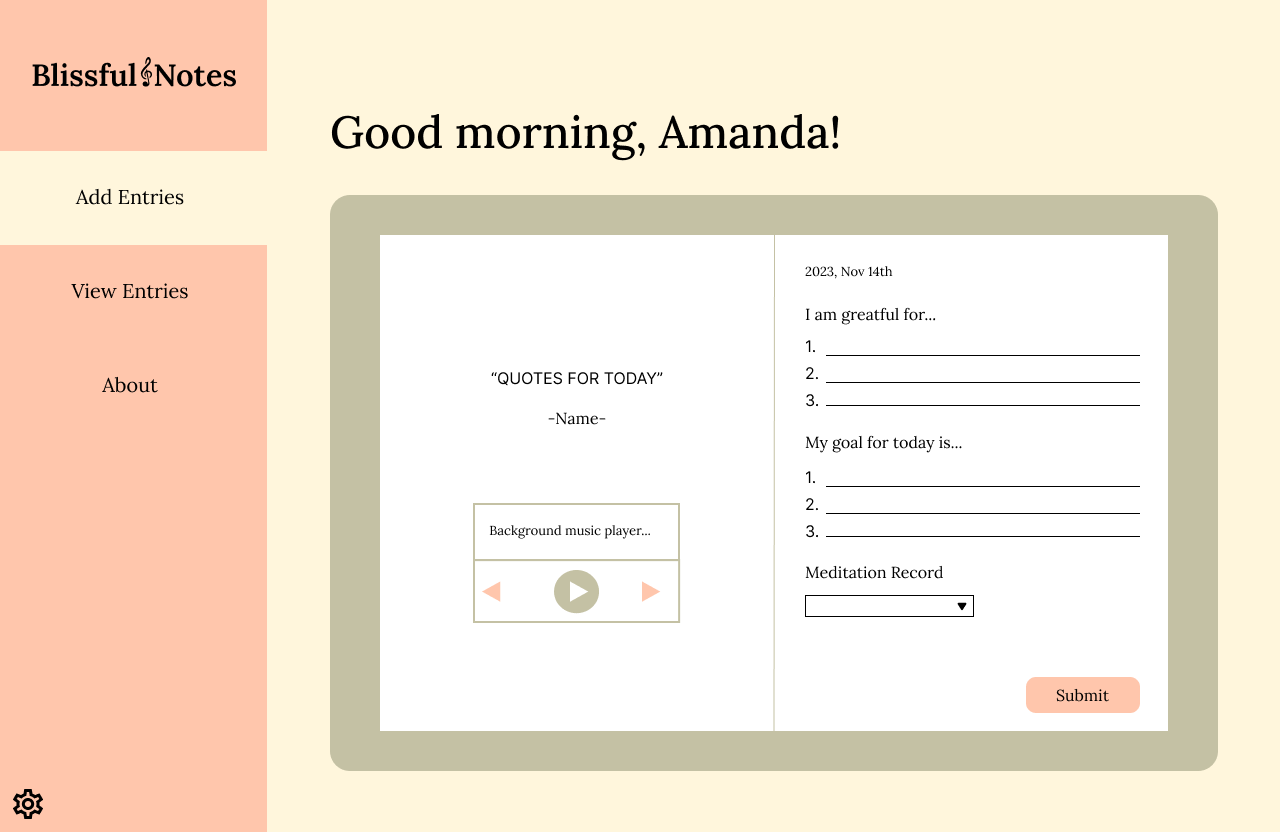 Blissful Notes
Good morning, Amanda!
Add Entries
View Entries
About
“QUOTES FOR TODAY”
-Name-
Background music player...
2023, Nov 14th
I am greatful for...
1.
2.
3.
My goal for today is...
1.
2.
3.
Meditation Record
Submit